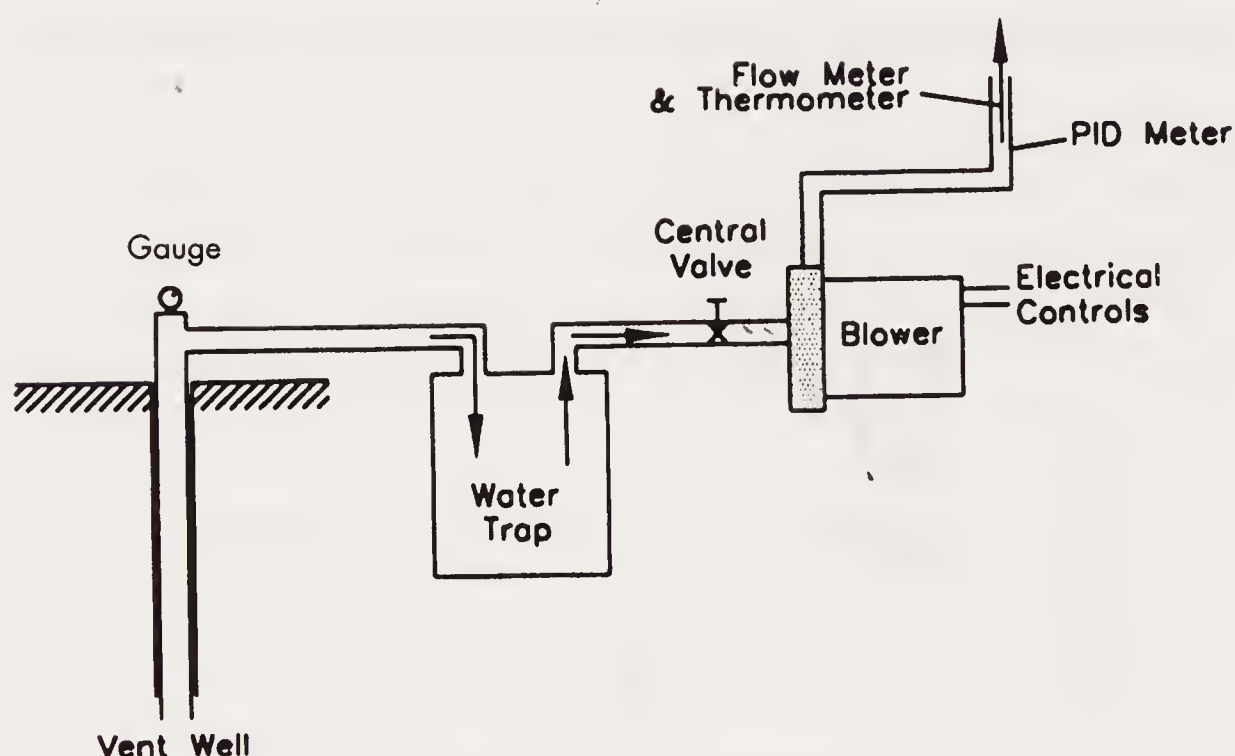 Flow Meter
& Thermometer
PID Meter
Central
Valve
Gauge
Electrical
Controls
Blower
Water
Trap
Vent Well